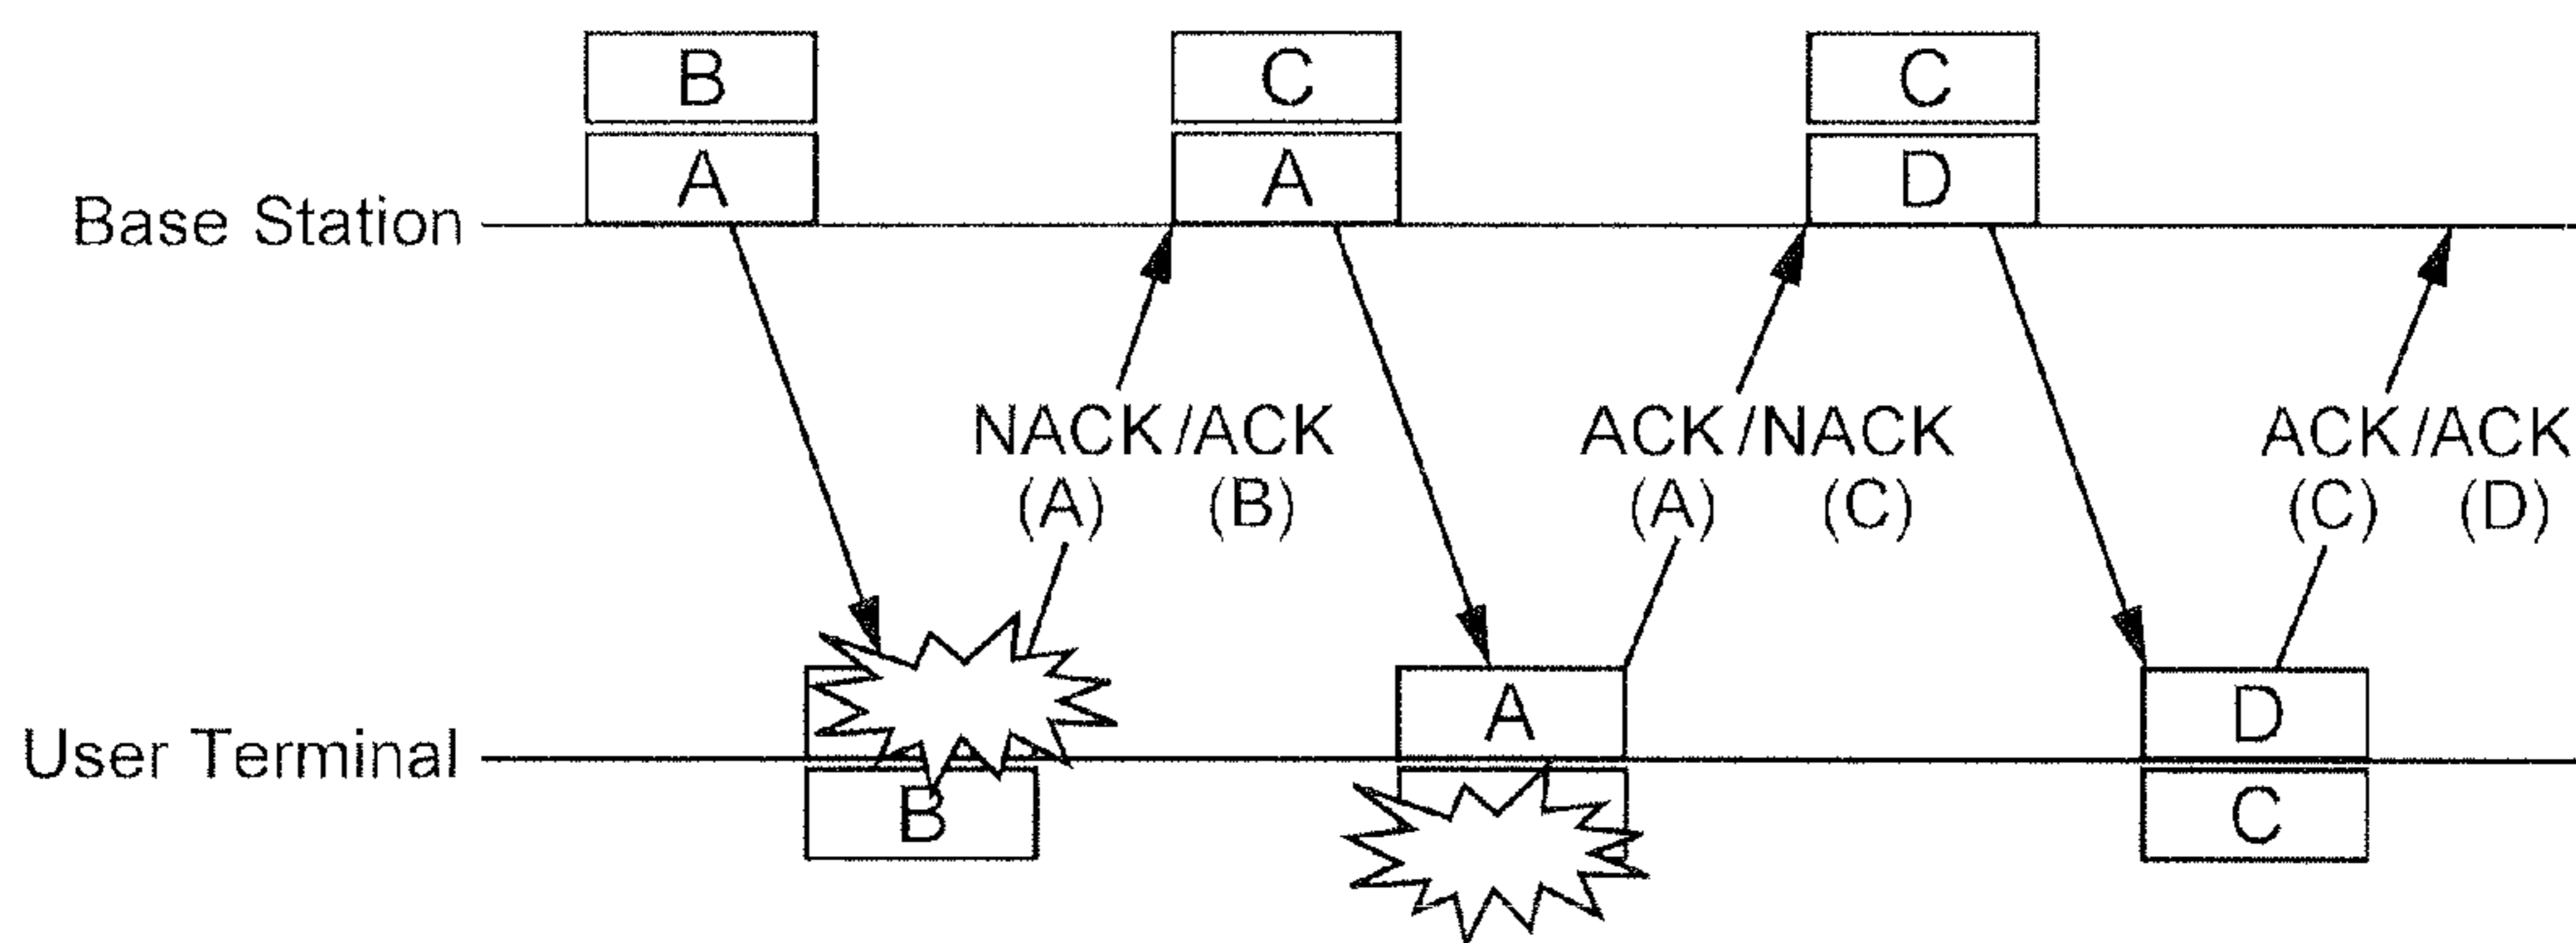 B C C
A A D
Base Station
NACK/ACK ACK/NACK ACK/ACK
(A) (B) (A) (C) (C) (D)
A D
User Terminal
B C